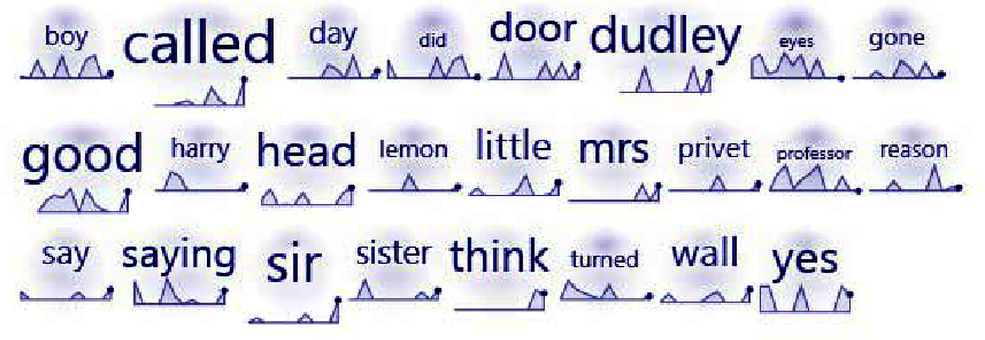 boy called day did door dudley eyes gone
good harry head lemon little mrs privet professor reason
say saying sir sister think turned wall yes